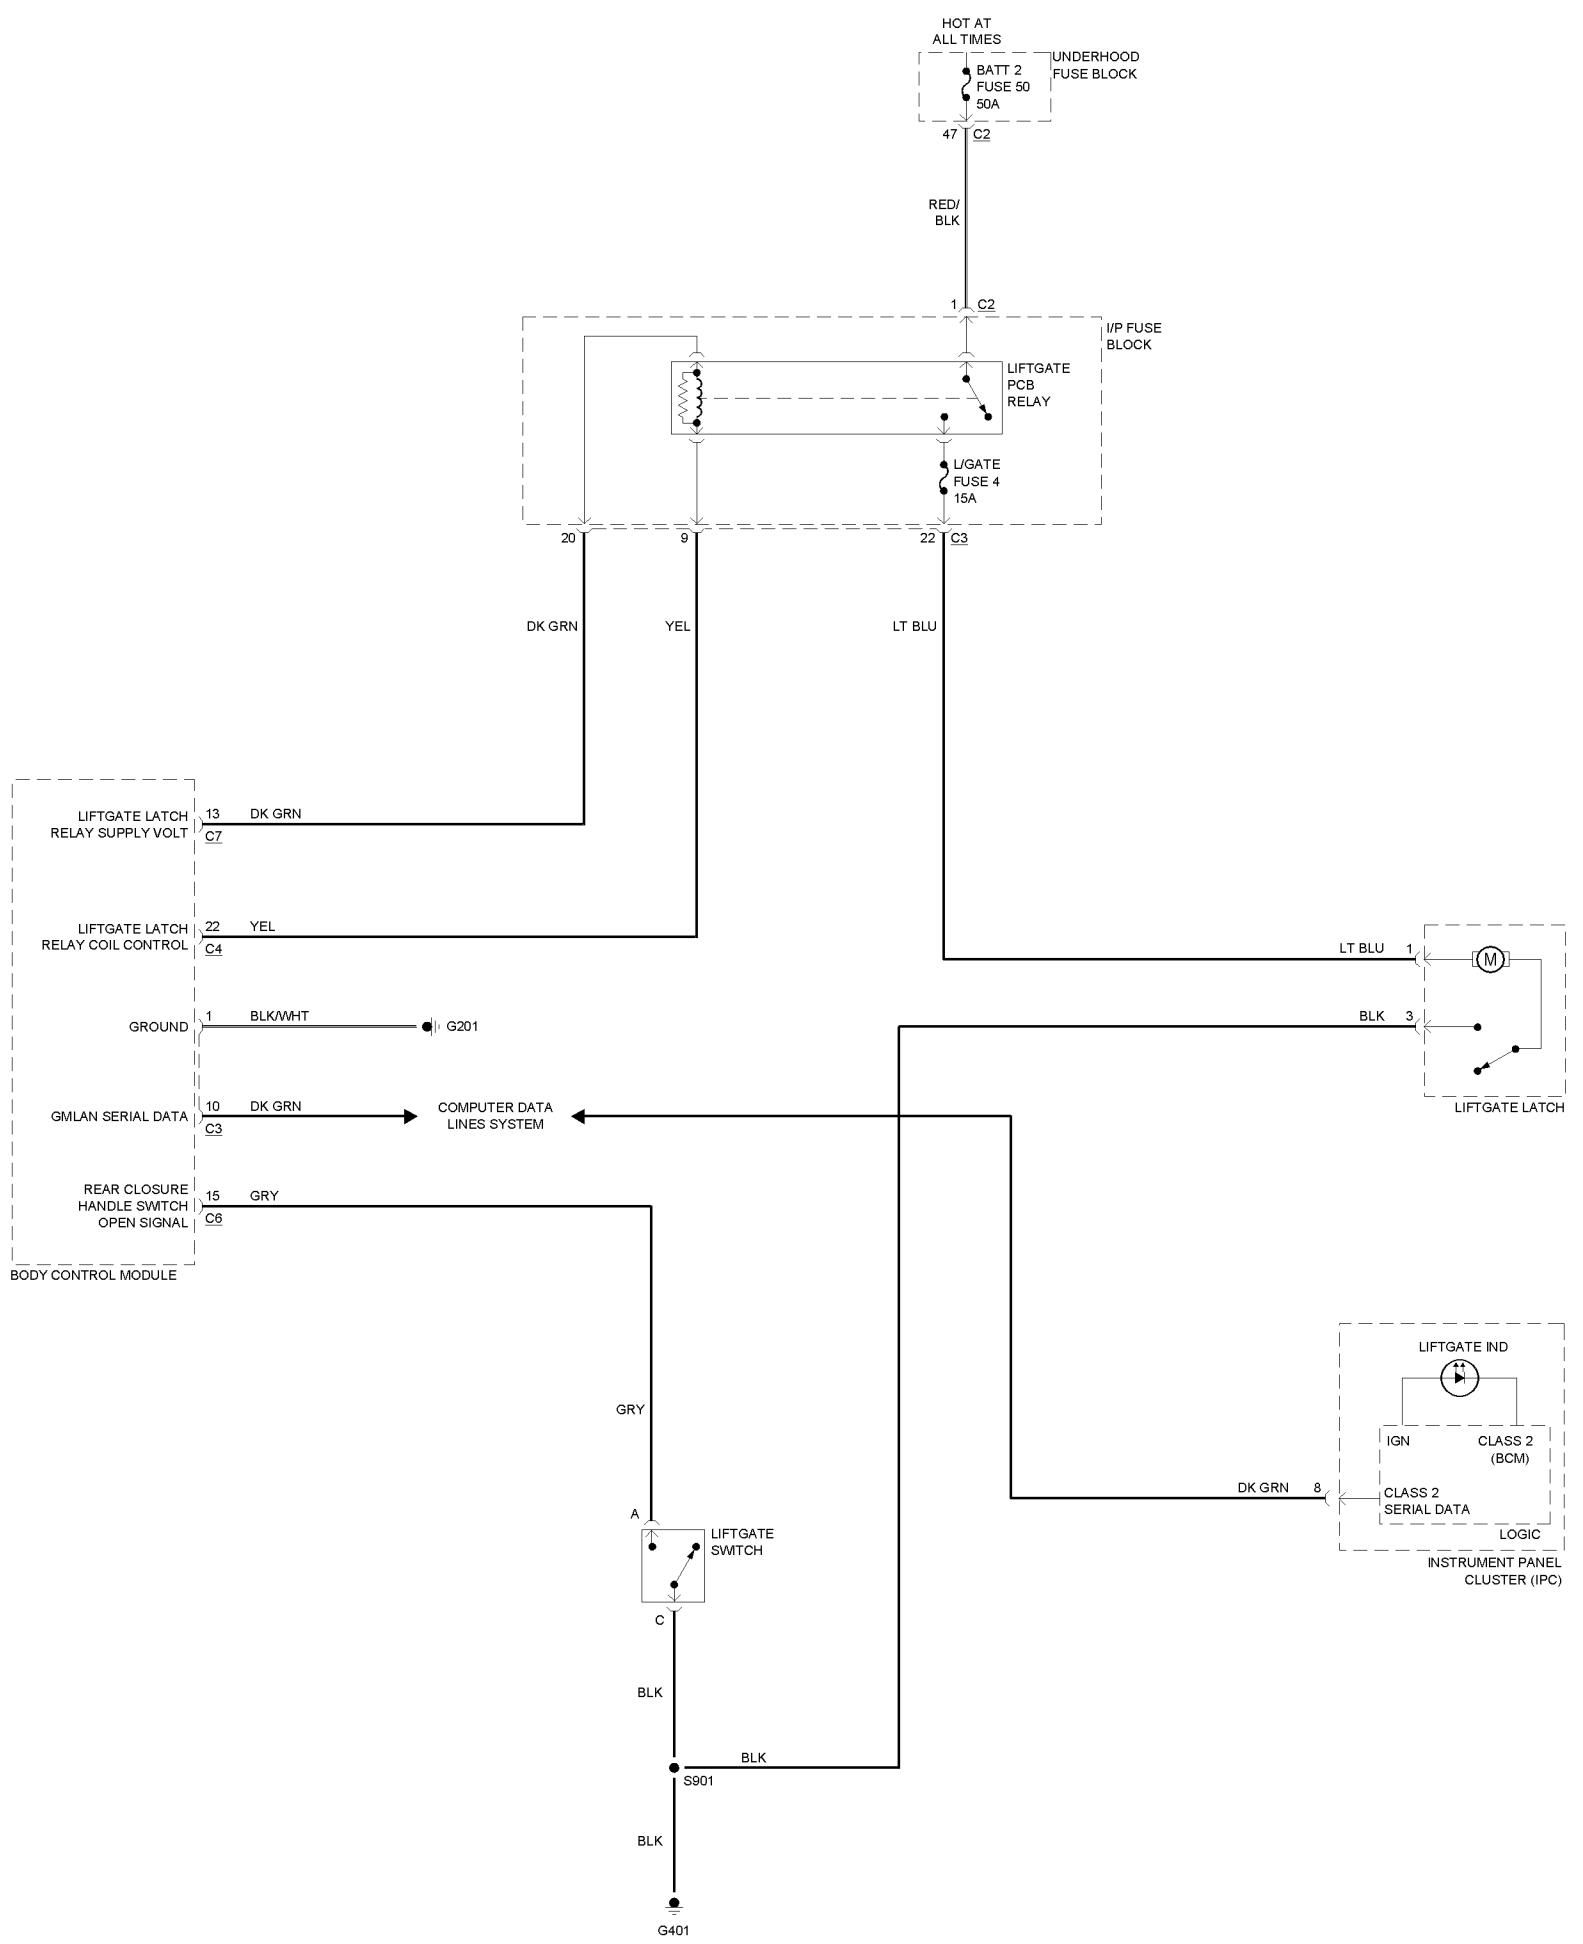 HOT AT
ALL TIMES
UNDERHOOD
FUSE BLOCK
BATT 2
FUSE 50
50A
47 C2
RED/
BLK
1 C2
I/P FUSE
BLOCK
LIFTGATE
PCB
RELAY
L/GATE
FUSE 4
15A
20 9 22 C3
DK GRN YEL LT BLU
LIFTGATE LATCH
RELAY SUPPLY VOLT
13 DK GRN
C7
LIFTGATE LATCH
RELAY COIL CONTROL
22 YEL
C4
LT BLU 1
M
GROUND
1 BLK/WHT
G201
BLK 3
LIFTGATE LATCH
GMLAN SERIAL DATA
10 DK GRN
C3
COMPUTER DATA
LINES SYSTEM
REAR CLOSURE
HANDLE SWITCH
OPEN SIGNAL
15 GRY
C6
BODY CONTROL MODULE
LIFTGATE IND
GRY
IGN
CLASS 2
(BCM)
DK GRN 8
CLASS 2
SERIAL DATA
LOGIC
INSTRUMENT PANEL
CLUSTER (IPC)
A
LIFTGATE
SWITCH
C
BLK
BLK
S901
BLK
G401